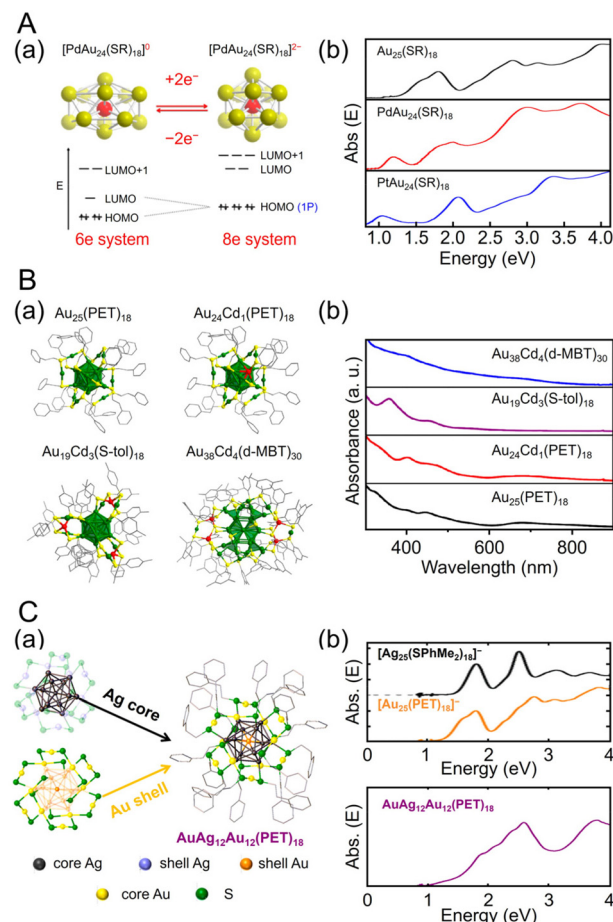 A
(a)
[PdAu24(SR)18]0
[PdAu24(SR)18]2−
+2e−
−2e−
E
LUMO+1
LUMO
HOMO
LUMO+1
LUMO
HOMO (1P)
6e system
8e system
(b)
Abs (E)
Au25(SR)18
PdAu24(SR)18
PtAu24(SR)18
1.0 1.5 2.0 2.5 3.0 3.5 4.0
Energy (eV)
B
(a)
Au25(PET)18
Au24Cd1(PET)18
Au19Cd3(S-tol)18
Au38Cd4(d-MBT)30
(b)
Absorbance (a. u.)
Au38Cd4(d-MBT)30
Au19Cd3(S-tol)18
Au24Cd1(PET)18
Au25(PET)18
400 600 800
Wavelength (nm)
C
(a)
Ag core
Au shell
AuAg12Au12(PET)18
core Ag
shell Ag
shell Au
core Au
S
(b)
Abs. (E)
[Ag25(SPhMe2)18]−
[Au25(PET)18]−
0 1 2 3 4
Energy (eV)
Abs. (E)
AuAg12Au12(PET)18
0 1 2 3 4
Energy (eV)